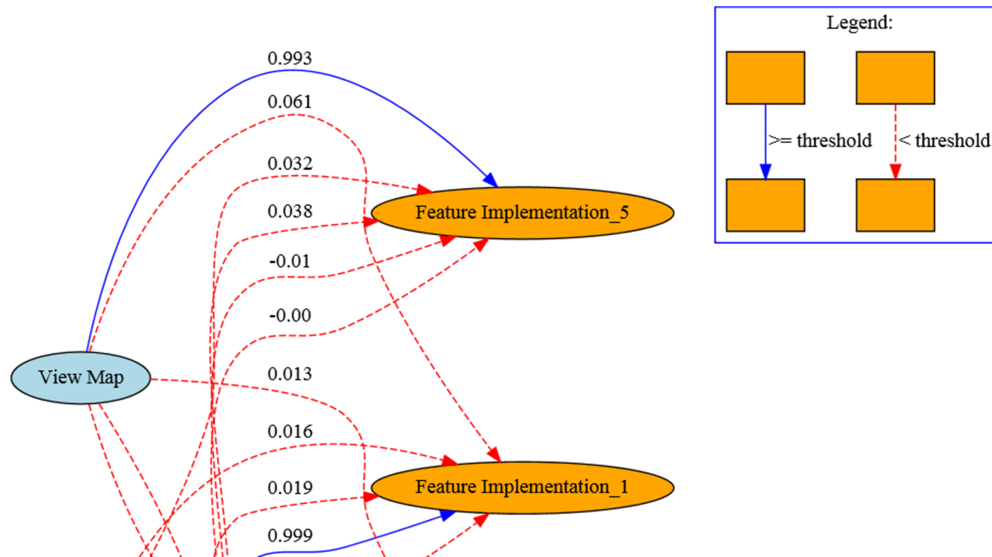 Legend:
>= threshold
< threshold
0.993
0.061
0.032
0.038
Feature Implementation_5
-0.01
-0.00
View Map
0.013
0.016
0.019
Feature Implementation_1
0.999